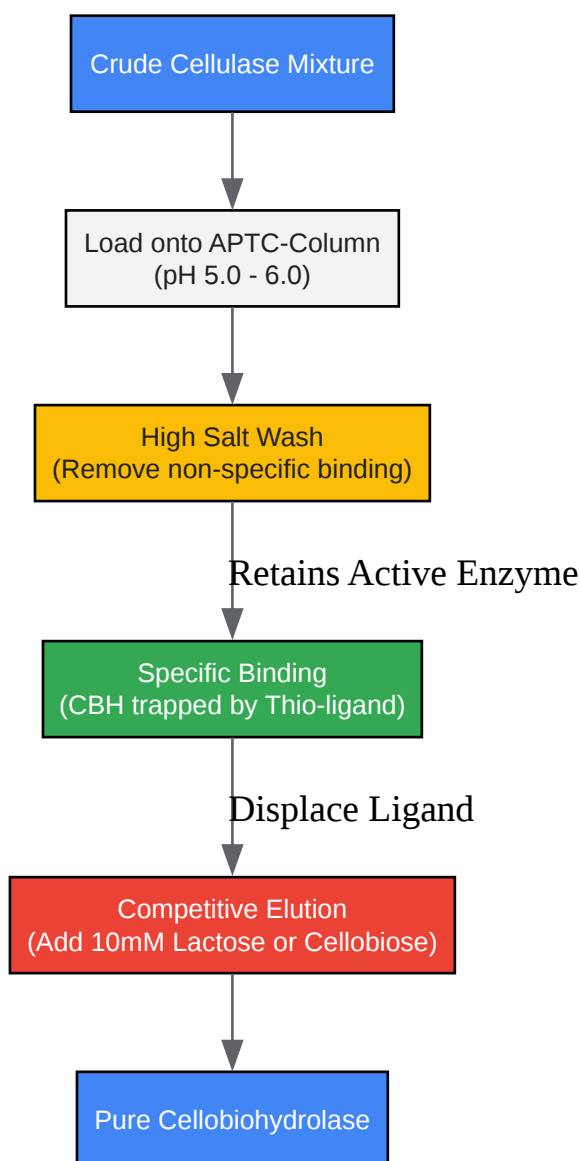 Crude Cellulase Mixture
Load onto APTC-Column
(pH 5.0 - 6.0)
High Salt Wash
(Remove non-specific binding)
Retains Active Enzyme
Specific Binding
(CBH trapped by Thio-ligand)
Displace Ligand
Competitive Elution
(Add 10mM Lactose or Cellobiose)
Pure Cellobiohydrolase